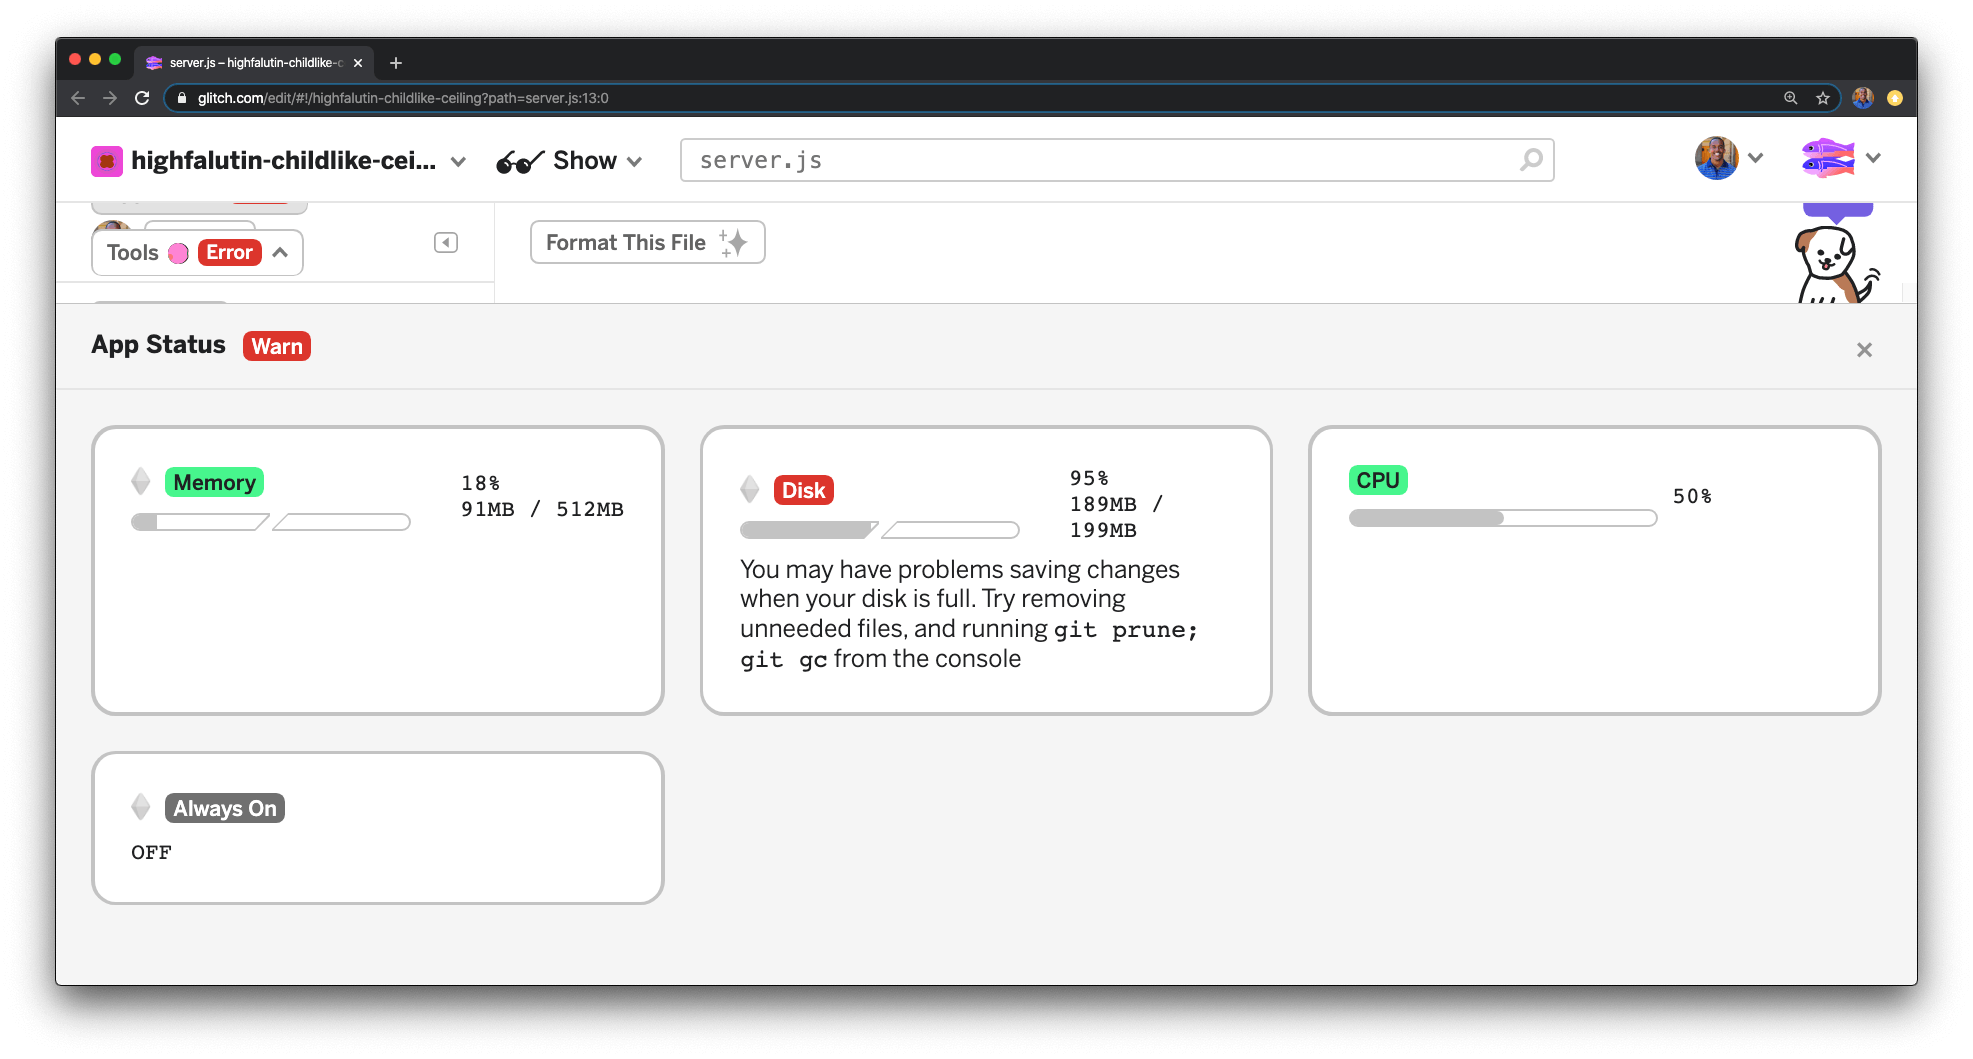 server.js – highfalutin-childlike-c
glitch.com/edit/#!/highfalutin-childlike-ceiling?path=server.js:13:0
highfalutin-childlike-cei...
Show
server.js
Tools
Error
Format This File
App Status
Warn
Memory
18%
91MB / 512MB
Disk
95%
189MB /
199MB
You may have problems saving changes
when your disk is full. Try removing
unneeded files, and running git prune;
git gc from the console
CPU
50%
Always On
OFF